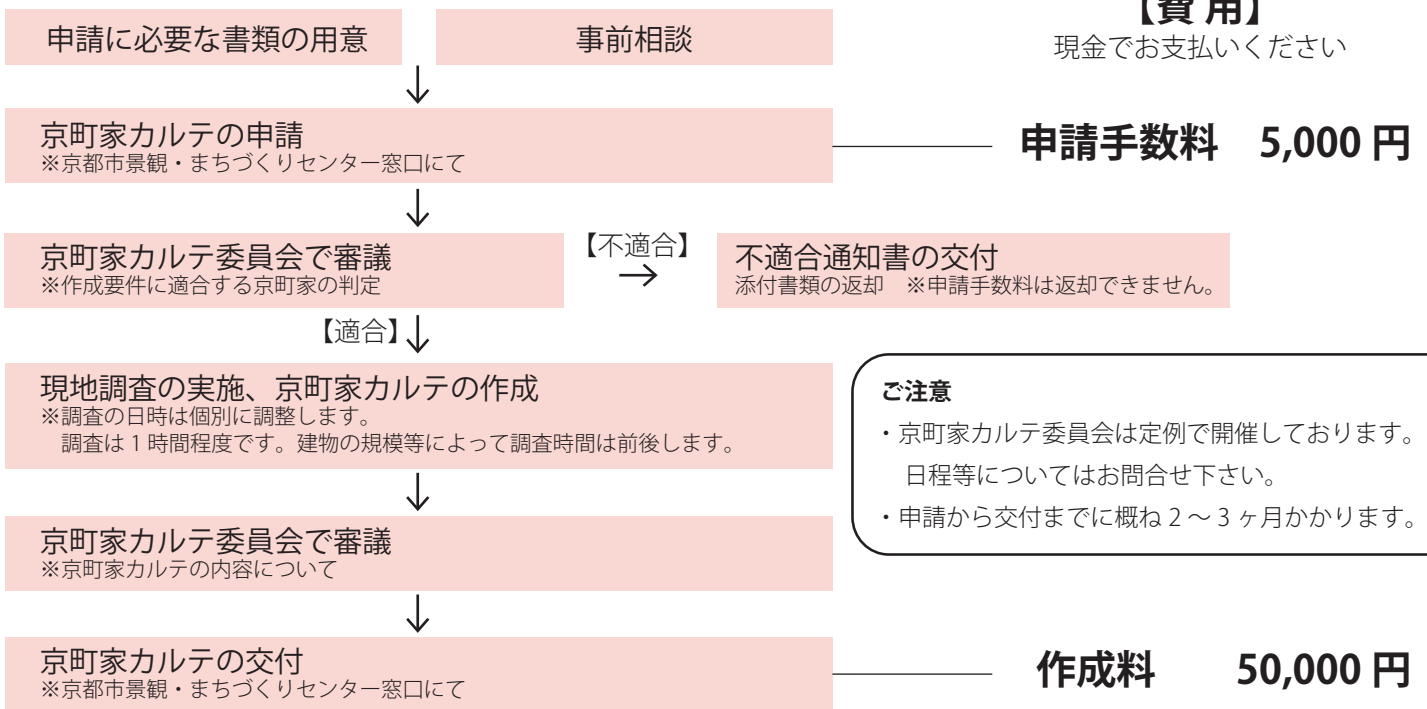 【費 用】
現金でお支払いください
申請に必要な書類の用意
事前相談
↓
京町家カルテの申請
※京都市景観・まちづくりセンター窓口にて
申請手数料 5,000 円
↓
京町家カルテ委員会で審議
※作成要件に適合する京町家の判定
【不適合】
→
不適合通知書の交付
添付書類の返却 ※申請手数料は返却できません。
【適合】↓
現地調査の実施、京町家カルテの作成
※調査の日時は個別に調整します。
調査は 1 時間程度です。建物の規模等によって調査時間は前後します。
ご注意
・京町家カルテ委員会は定例で開催しております。
日程等についてはお問合せ下さい。
・申請から交付までに概ね 2 〜 3 ヶ月かかります。
↓
京町家カルテ委員会で審議
※京町家カルテの内容について
↓
京町家カルテの交付
※京都市景観・まちづくりセンター窓口にて
作成料 50,000 円